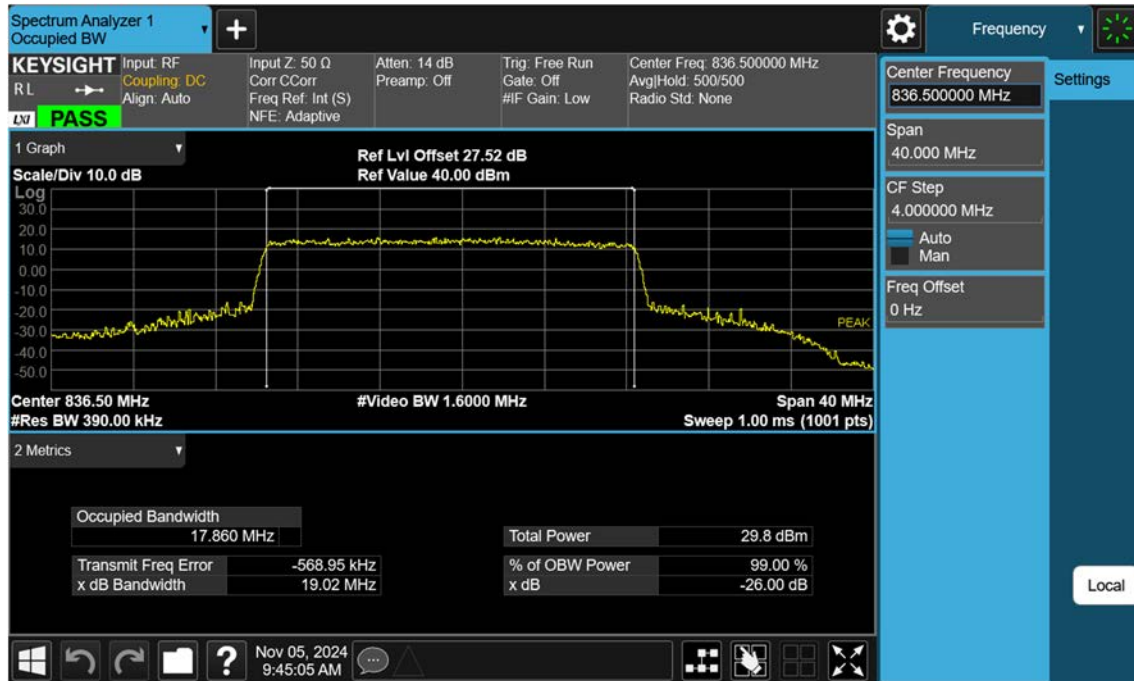 Spectrum Analyzer 1
Occupied BW
Frequency
KEYSIGHT
R L
LXI PASS
Input: RF
Coupling: DC
Align: Auto
Input Z: 50 Ω
Corr CCorr
Freq Ref: Int (S)
NFE: Adaptive
Atten: 14 dB
Preamp: Off
Trig: Free Run
Gate: Off
#IF Gain: Low
Center Freq: 836.500000 MHz
Avg|Hold: 500/500
Radio Std: None
Center Frequency
836.500000 MHz
Settings
Span
40.000 MHz
CF Step
4.000000 MHz
Auto
Man
Freq Offset
0 Hz
Local
1 Graph
Scale/Div 10.0 dB
Ref Lvl Offset 27.52 dB
Ref Value 40.00 dBm
Log
30.0
20.0
10.0
0.00
-10.0
-20.0
-30.0
-40.0
-50.0
PEAK
Center 836.50 MHz
#Video BW 1.6000 MHz
Span 40 MHz
#Res BW 390.00 kHz
Sweep 1.00 ms (1001 pts)
2 Metrics
Occupied Bandwidth
17.860 MHz
Total Power 29.8 dBm
Transmit Freq Error -568.95 kHz
% of OBW Power 99.00 %
x dB Bandwidth 19.02 MHz
x dB -26.00 dB
?
Nov 05, 2024
9:45:05 AM